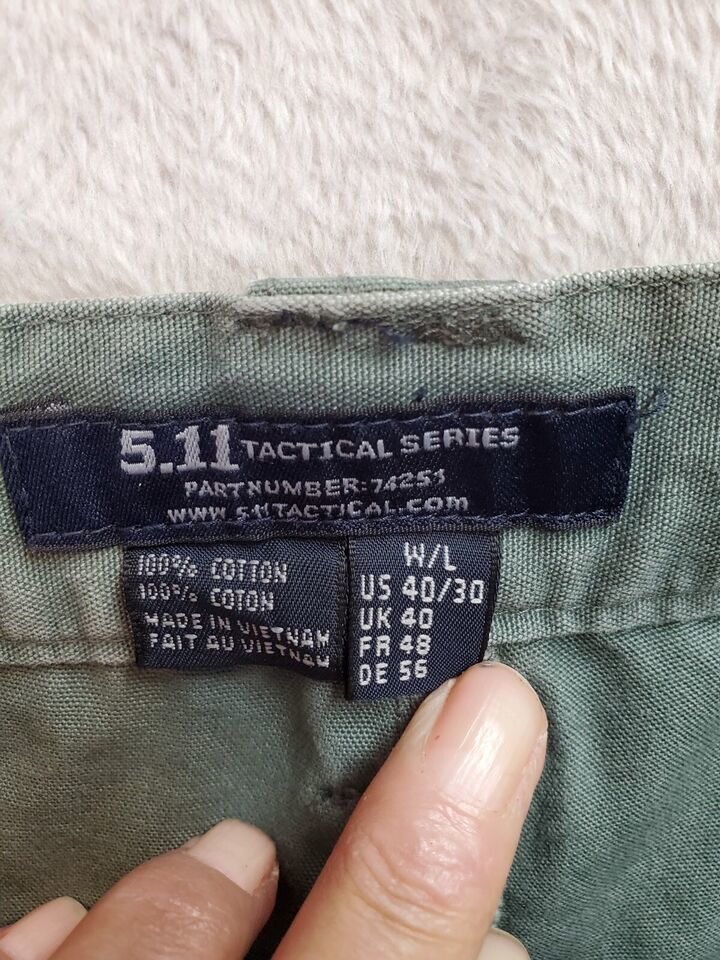 5.11 TACTICAL SERIES
PART NUMBER: 74251
WWW.511TACTICAL.COM
100% COTTON
100% COTON
MADE IN VIETNAM
FAIT AU VIETNAM
W/L
US 40/30
UK 40
FR 48
DE 56